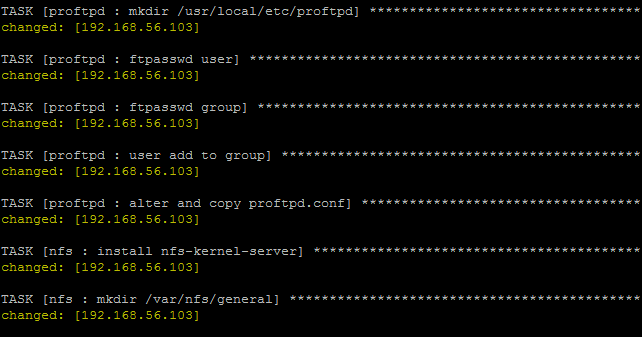 TASK [proftpd : mkdir /usr/local/etc/proftpd] **********************************
changed: [192.168.56.103]
TASK [proftpd : ftpasswd user] *************************************************
changed: [192.168.56.103]
TASK [proftpd : ftpasswd group] ************************************************
changed: [192.168.56.103]
TASK [proftpd : user add to group] *********************************************
changed: [192.168.56.103]
TASK [proftpd : alter and copy proftpd.conf] ***********************************
changed: [192.168.56.103]
TASK [nfs : install nfs-kernel-server] *****************************************
changed: [192.168.56.103]
TASK [nfs : mkdir /var/nfs/general] ********************************************
changed: [192.168.56.103]